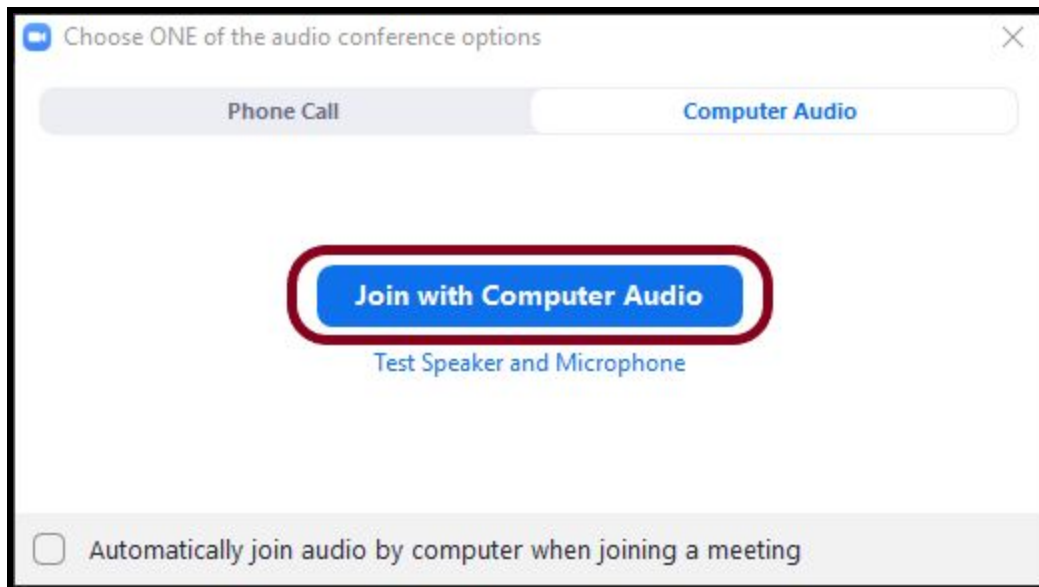 Choose ONE of the audio conference options
Phone Call
Computer Audio
Join with Computer Audio
Test Speaker and Microphone
Automatically join audio by computer when joining a meeting